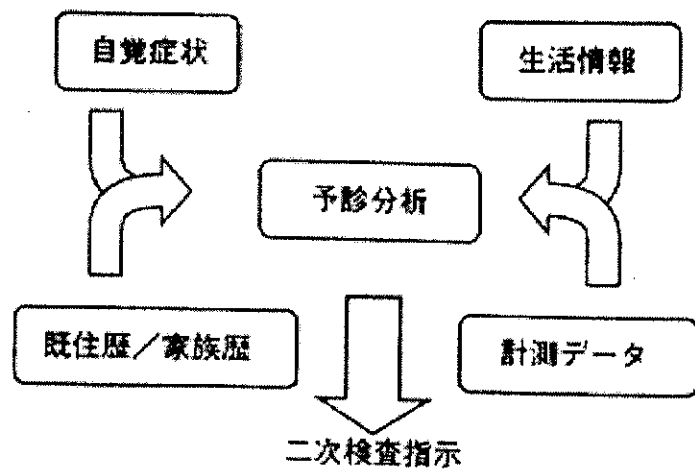 自覚症状
生活情報
予診分析
既住歴／家族歴
計測データ
二次検査指示